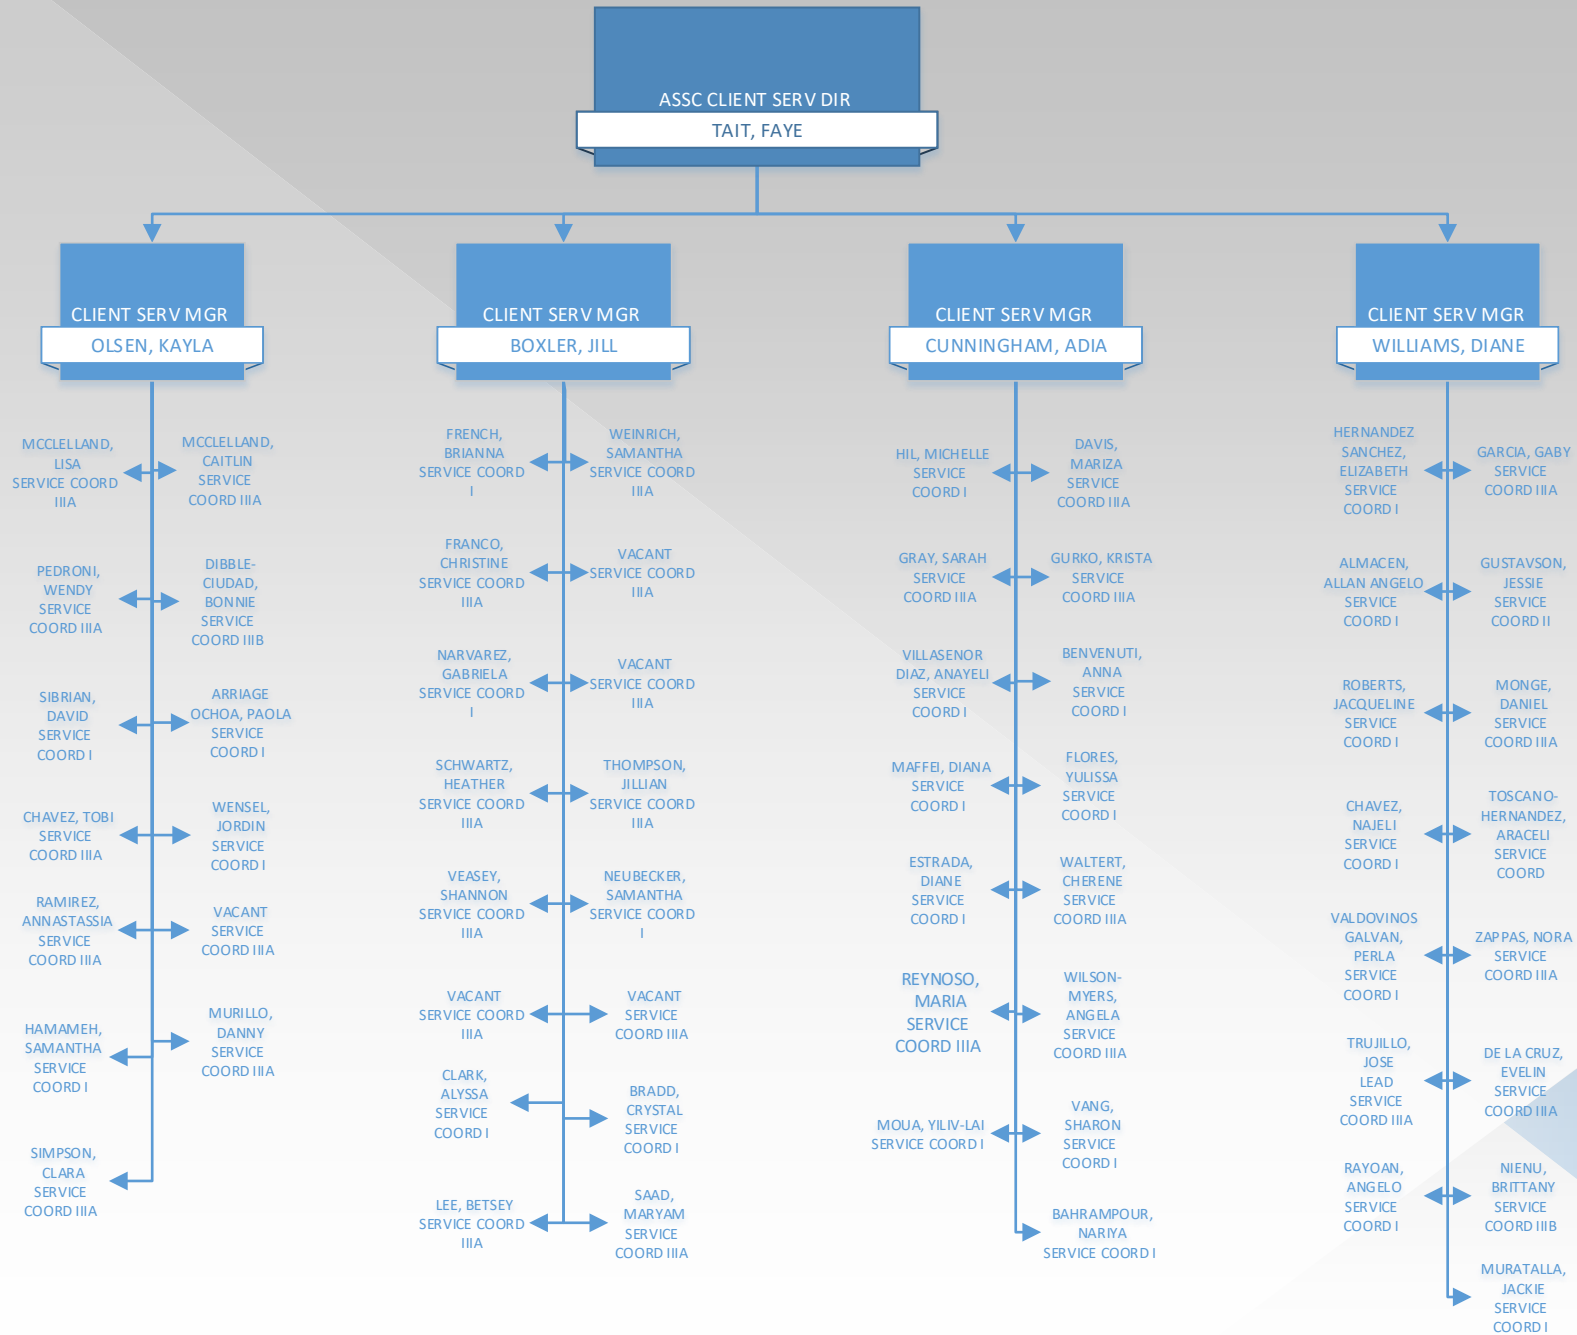 ASSC CLIENT SERV DIR
TAIT, FAYE
CLIENT SERV MGR
OLSEN, KAYLA
MCCLELLAND,
LISA
SERVICE COORD
IIIA
MCCLELLAND,
CAITLIN
SERVICE
COORD IIIA
PEDRONI,
WENDY
SERVICE
COORD IIIA
DIBBLE-
CIUDAD,
BONNIE
SERVICE
COORD IIIB
SIBRIAN,
DAVID
SERVICE
COORD I
ARRIAGE
OCHOA, PAOLA
SERVICE
COORD I
CHAVEZ, TOBI
SERVICE
COORD IIIA
WENSEL,
JORDIN
SERVICE
COORD I
RAMIREZ,
ANNASTASSIA
SERVICE
COORD IIIA
VACANT
SERVICE
COORD IIIA
HAMAMEH,
SAMANTHA
SERVICE
COORD I
MURILLO,
DANNY
SERVICE
COORD IIIA
SIMPSON,
CLARA
SERVICE
COORD IIIA
CLIENT SERV MGR
BOXLER, JILL
FRENCH,
BRIANNA
SERVICE COORD
I
WEINRICH,
SAMANTHA
SERVICE COORD
IIIA
FRANCO,
CHRISTINE
SERVICE COORD
IIIA
VACANT
SERVICE COORD
IIIA
NARVAREZ,
GABRIELA
SERVICE COORD
I
VACANT
SERVICE COORD
IIIA
SCHWARTZ,
HEATHER
SERVICE COORD
IIIA
THOMPSON,
JILLIAN
SERVICE COORD
IIIA
VEASEY,
SHANNON
SERVICE COORD
IIIA
NEUBECKER,
SAMANTHA
SERVICE COORD
I
VACANT
SERVICE COORD
IIIA
VACANT
SERVICE
COORD IIIA
CLARK,
ALYSSA
SERVICE
COORD I
BRADD,
CRYSTAL
SERVICE
COORD I
LEE, BETSEY
SERVICE COORD
IIIA
SAAD,
MARYAM
SERVICE
COORD IIIA
CLIENT SERV MGR
CUNNINGHAM, ADIA
HIL, MICHELLE
SERVICE
COORD I
DAVIS,
MARIZA
SERVICE
COORD IIIA
GRAY, SARAH
SERVICE
COORD IIIA
GURKO, KRISTA
SERVICE
COORD IIIA
VILLASENOR
DIAZ, ANAYELI
SERVICE
COORD I
BENVENUTI,
ANNA
SERVICE
COORD I
MAFFEI, DIANA
SERVICE
COORD I
FLORES,
YULISSA
SERVICE
COORD I
ESTRADA,
DIANE
SERVICE
COORD I
WALTERT,
CHERENE
SERVICE
COORD IIIA
REYNOSO,
MARIA
SERVICE
COORD IIIA
WILSON-
MYERS,
ANGELA
SERVICE
COORD IIIA
MOUA, YILIV-LAI
SERVICE COORD I
VANG,
SHARON
SERVICE
COORD I
BAHRAMPOUR,
NARIYA
SERVICE COORD I
CLIENT SERV MGR
WILLIAMS, DIANE
HERNANDEZ
SANCHEZ,
ELIZABETH
SERVICE
COORD I
GARCIA, GABY
SERVICE
COORD IIIA
ALMACEN,
ALLAN ANGELO
SERVICE
COORD I
GUSTAVSON,
JESSIE
SERVICE
COORD II
ROBERTS,
JACQUELINE
SERVICE
COORD I
MONGE,
DANIEL
SERVICE
COORD IIIA
CHAVEZ,
NAJELI
SERVICE
COORD I
TOSCANO-
HERNANDEZ,
ARACELI
SERVICE
COORD
VALDOVINOS
GALVAN,
PERLA
SERVICE
COORD I
ZAPPAS, NORA
SERVICE
COORD IIIA
TRUJILLO,
JOSE
LEAD
SERVICE
COORD IIIA
DE LA CRUZ,
EVELIN
SERVICE
COORD IIIA
RAYOAN,
ANGELO
SERVICE
COORD I
NIENU,
BRITTANY
SERVICE
COORD IIIB
MURATALLA,
JACKIE
SERVICE
COORD I